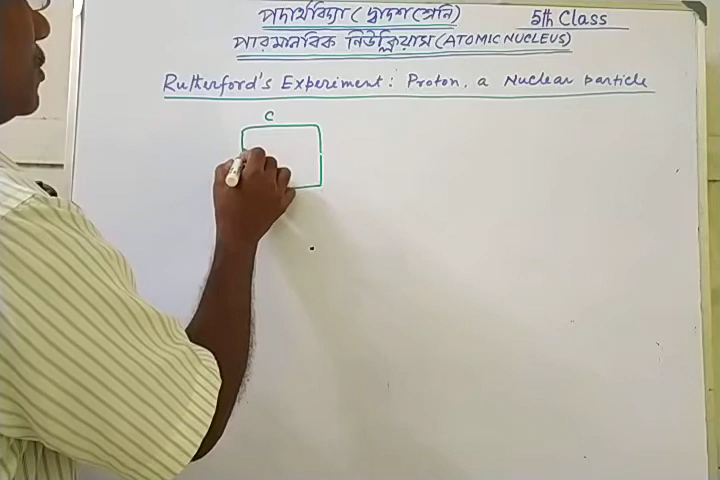 পদার্থবিদ্যা (দ্বাদশ শ্রেণি) 5th Class
পারমানবিক নিউক্লিয়াস (ATOMIC NUCLEUS)
Rutherford's Experiment: Proton, a Nuclear particle
C